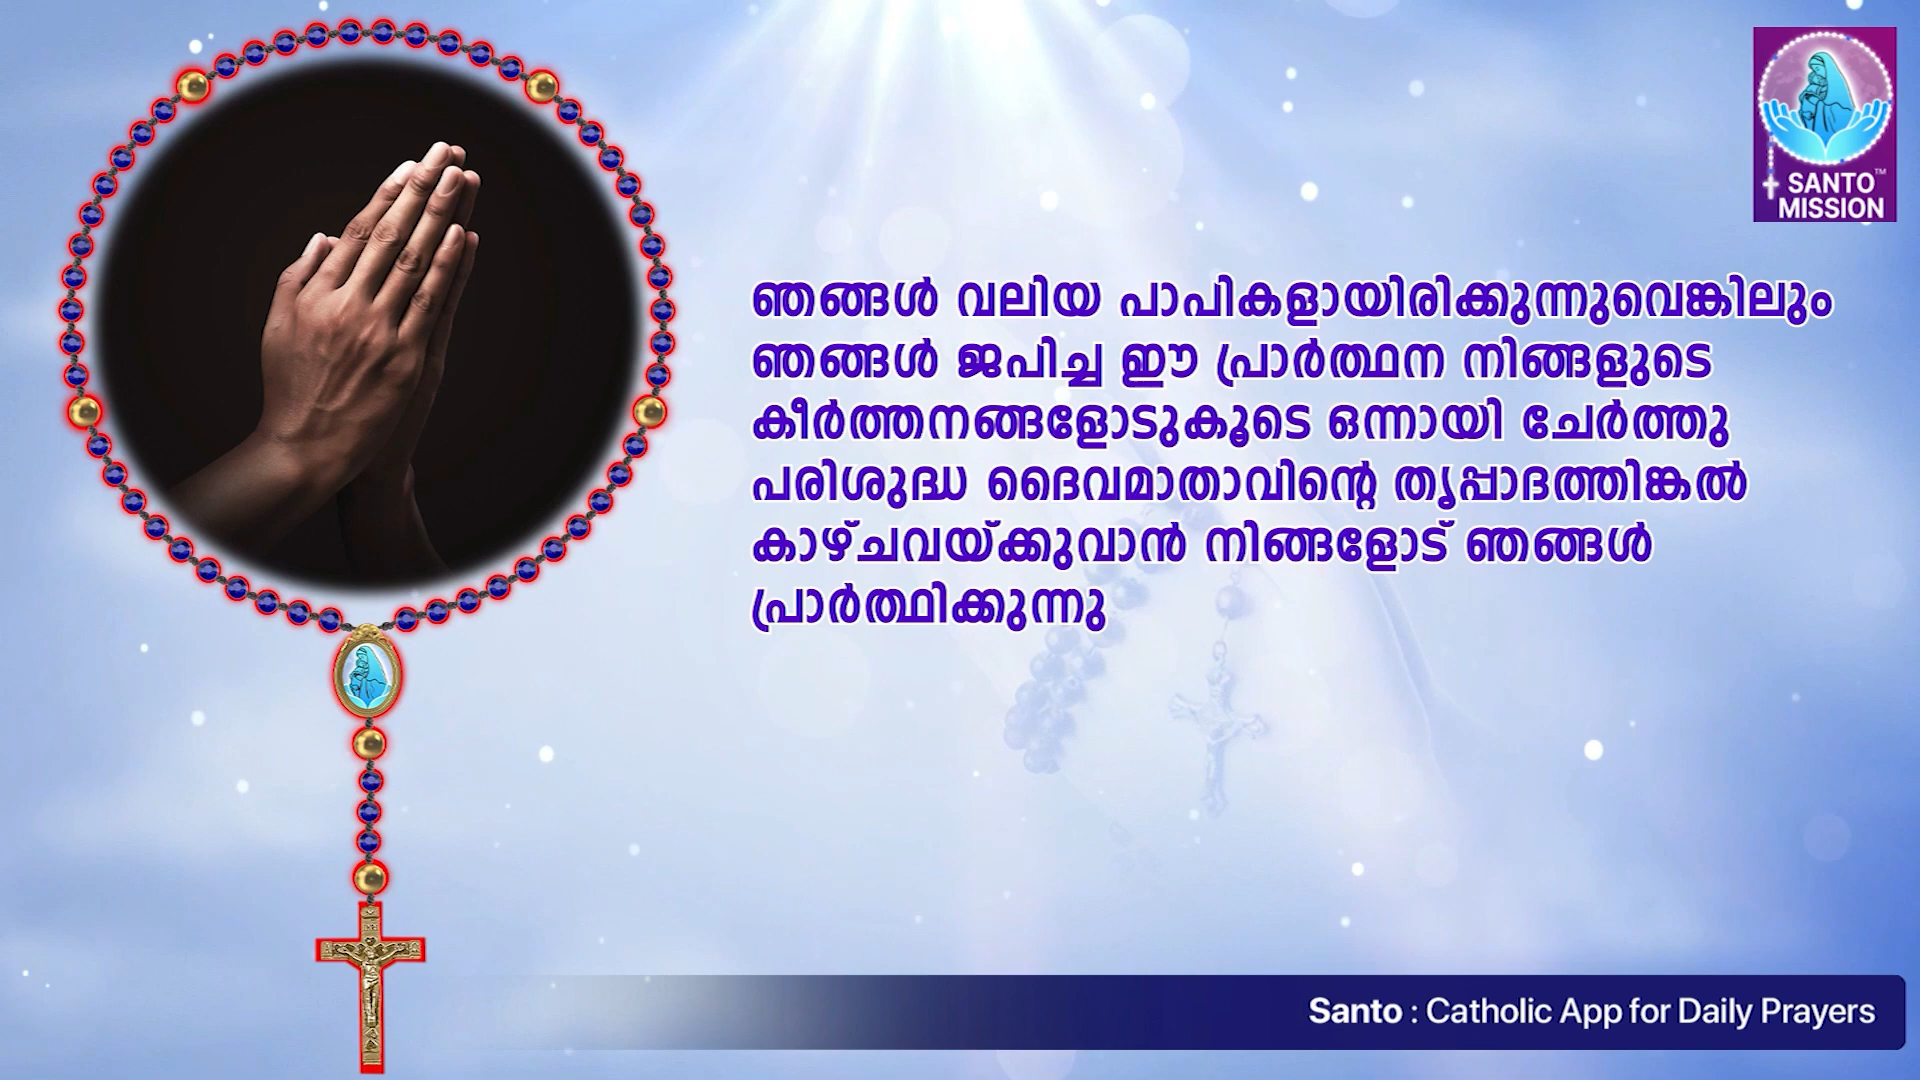 SANTO™
MISSION
ഞങ്ങൾ വലിയ പാപികളായിരിക്കുന്നുവെങ്കിലും
ഞങ്ങൾ ജപിച്ച ഈ പ്രാർത്ഥന നിങ്ങളുടെ
കീർത്തനങ്ങളോടുകൂടെ ഒന്നായി ചേർത്തു
പരിശുദ്ധ ദൈവമാതാവിന്റെ തൃപ്പാദത്തിങ്കൽ
കാഴ്ചവയ്ക്കുവാൻ നിങ്ങളോട് ഞങ്ങൾ
പ്രാർത്ഥിക്കുന്നു
Santo : Catholic App for Daily Prayers